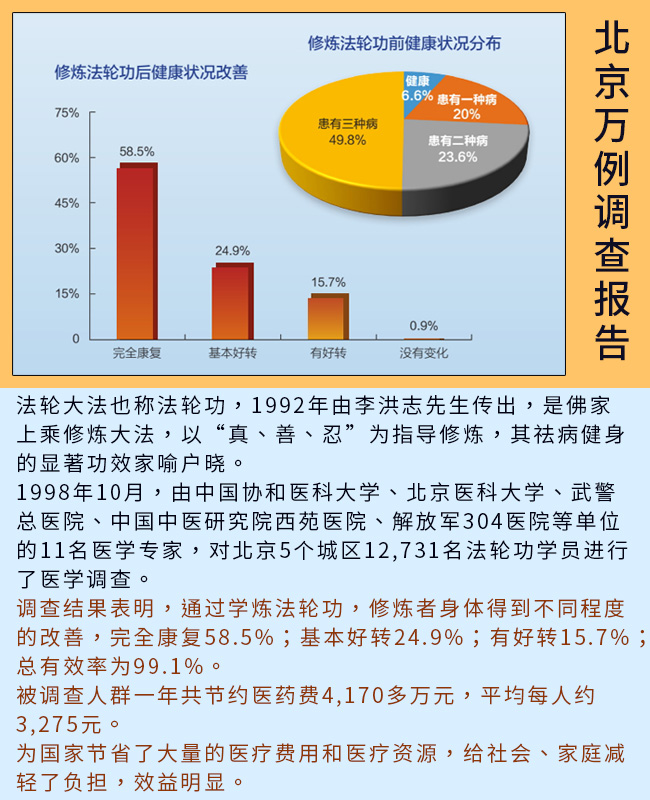 北京万例调查报告
修炼法轮功前健康状况分布
修炼法轮功后健康状况改善
健康
6.6%
患有一种病
20%
患有二种病
23.6%
患有三种病
49.8%
75%
60%
45%
30%
15%
0
58.5%
24.9%
15.7%
0.9%
完全康复
基本好转
有好转
没有变化
法轮大法也称法轮功，1992年由李洪志先生传出，是佛家
上乘修炼大法，以“真、善、忍”为指导修炼，其祛病健身
的显著功效家喻户晓。
1998年10月，由中国协和医科大学、北京医科大学、武警
总医院、中国中医研究院西苑医院、解放军304医院等单位
的11名医学专家，对北京5个城区12,731名法轮功学员进行
了医学调查。
调查结果表明，通过学炼法轮功，修炼者身体得到不同程度
的改善，完全康复58.5%；基本好转24.9%；有好转15.7%；
总有效率为99.1%。
被调查人群一年共节约医药费4,170多万元，平均每人约
3,275元。
为国家节省了大量的医疗费用和医疗资源，给社会、家庭减
轻了负担，效益明显。